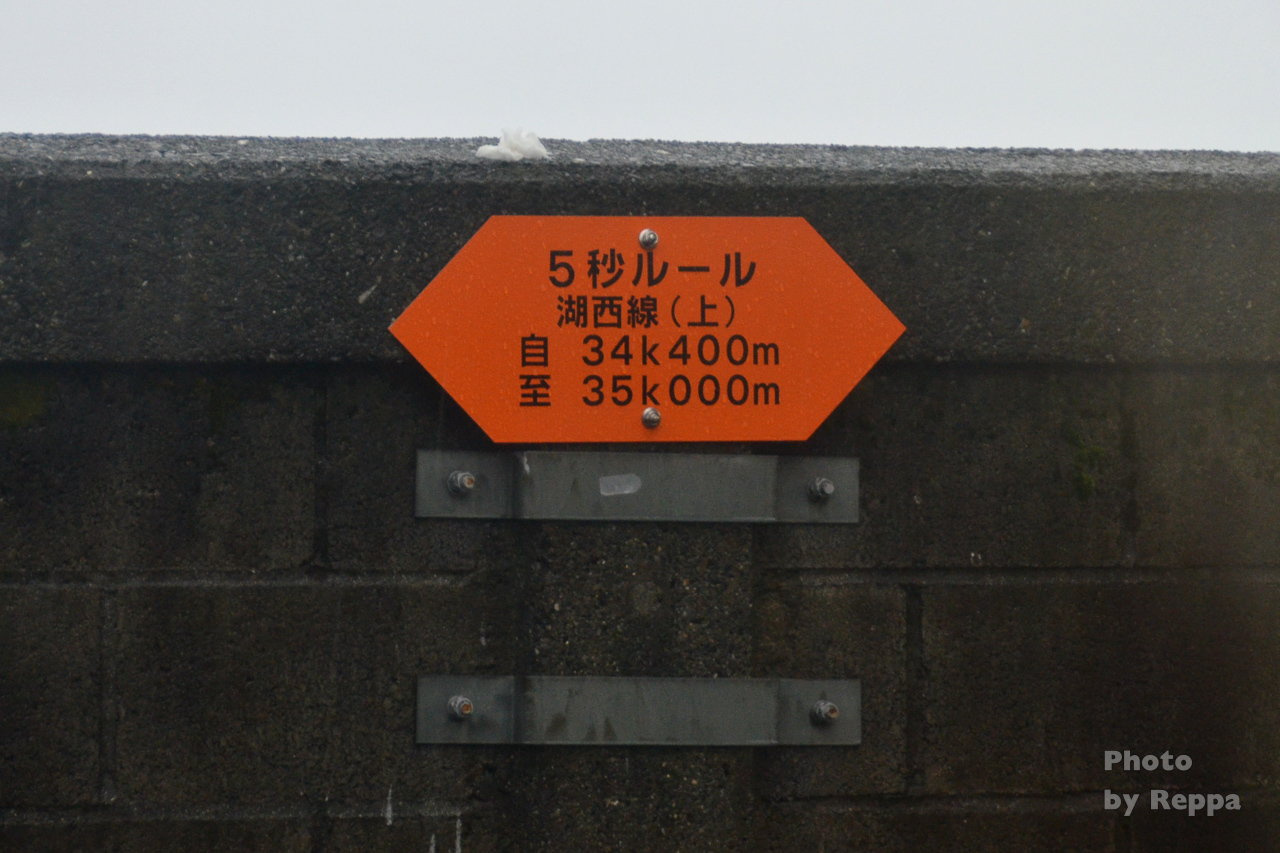 5秒ルール
湖西線(上)
自 34k400m
至 35k000m
Photo
by Reppa